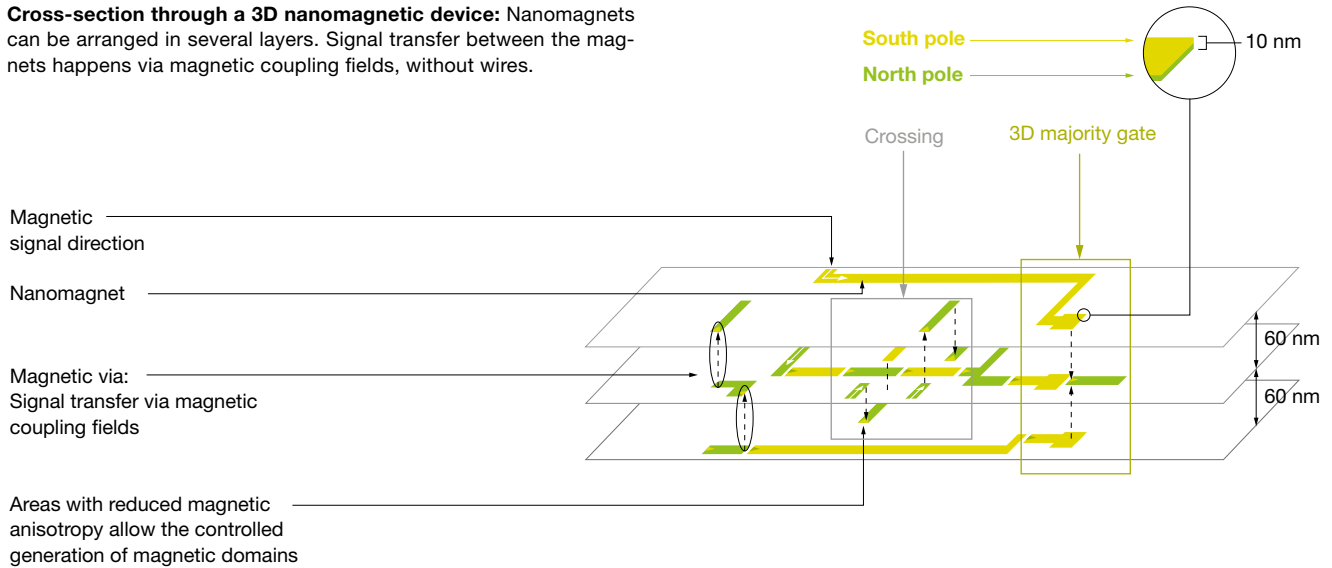 Cross-section through a 3D nanomagnetic device: Nanomagnets
can be arranged in several layers. Signal transfer between the mag-
nets happens via magnetic coupling fields, without wires.
South pole
10 nm
North pole
Crossing
3D majority gate
Magnetic
signal direction
Nanomagnet
60 nm
Magnetic via:
Signal transfer via magnetic
coupling fields
60 nm
Areas with reduced magnetic
anisotropy allow the controlled
generation of magnetic domains